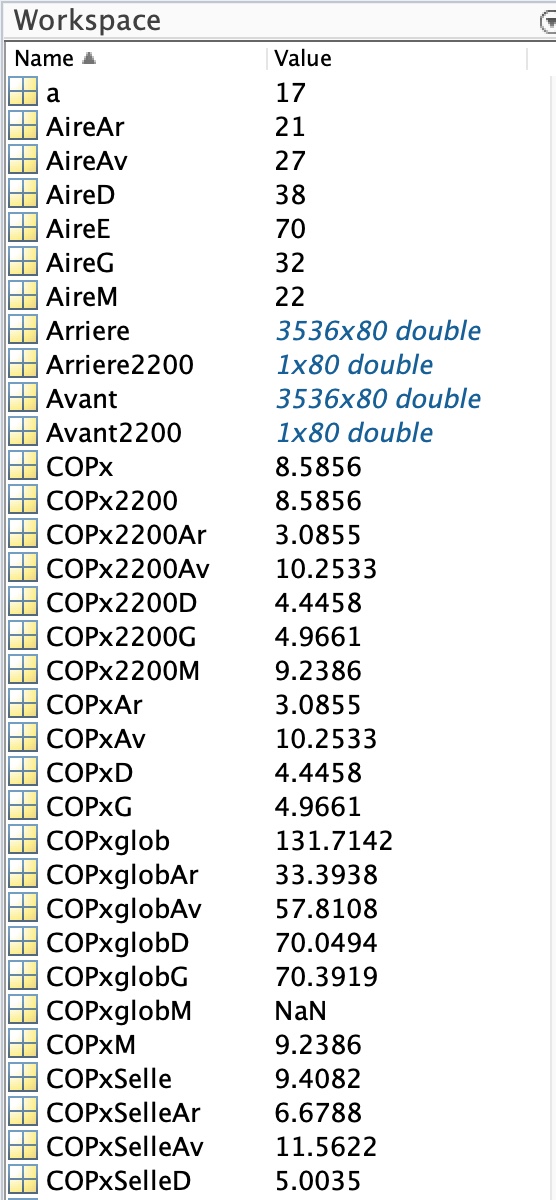 Workspace
Name Value
a 17
AireAr 21
AireAv 27
AireD 38
AireE 70
AireG 32
AireM 22
Arriere 3536x80 double
Arriere2200 1x80 double
Avant 3536x80 double
Avant2200 1x80 double
COPx 8.5856
COPx2200 8.5856
COPx2200Ar 3.0855
COPx2200Av 10.2533
COPx2200D 4.4458
COPx2200G 4.9661
COPx2200M 9.2386
COPxAr 3.0855
COPxAv 10.2533
COPxD 4.4458
COPxG 4.9661
COPxglob 131.7142
COPxglobAr 33.3938
COPxglobAv 57.8108
COPxglobD 70.0494
COPxglobG 70.3919
COPxglobM NaN
COPxM 9.2386
COPxSelle 9.4082
COPxSelleAr 6.6788
COPxSelleAv 11.5622
COPxSelleD 5.0035